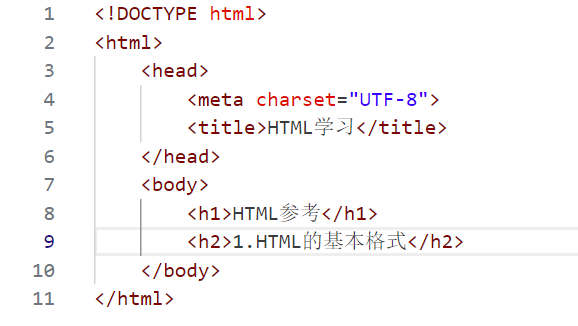 1 <!DOCTYPE html>
2 <html>
3 <head>
4 <meta charset="UTF-8">
5 <title>HTML学习</title>
6 </head>
7 <body>
8 <h1>HTML参考</h1>
9 <h2>1.HTML的基本格式</h2>
10 </body>
11 </html>